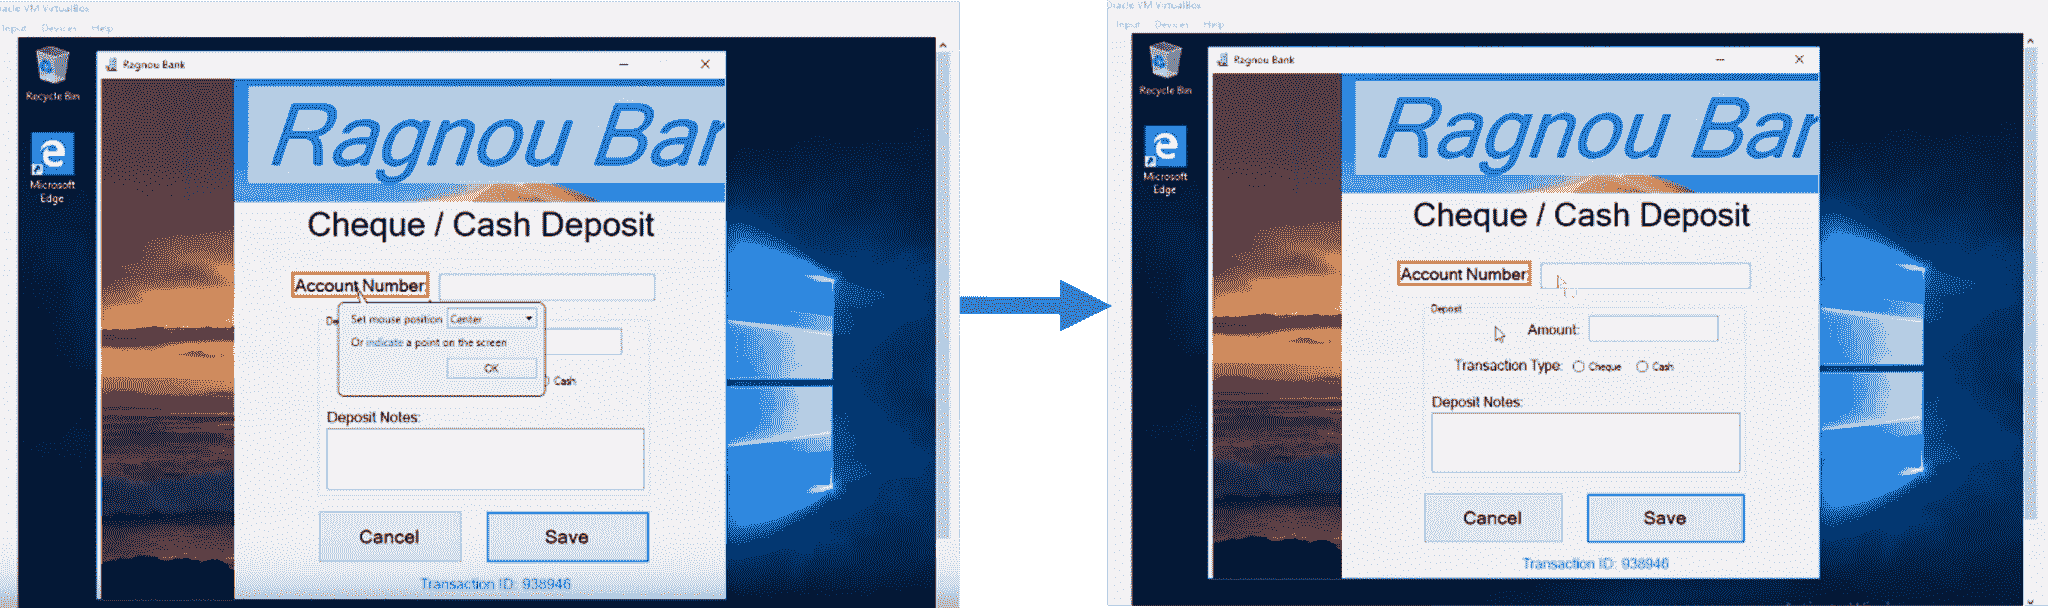 Oracle VM VirtualBox
Input Devices Help
Recycle Bin
Microsoft
Edge
Ragnou Bank
Ragnou Ban
Cheque / Cash Deposit
Account Number:
Set mouse position Center
Or indicate a point on the screen
OK
Cash
Deposit Notes:
Cancel Save
Transaction ID: 938946
Oracle VM VirtualBox
Input Devices Help
Recycle Bin
Microsoft
Edge
Ragnou Bank
Ragnou Bar
Cheque / Cash Deposit
Account Number:
Deposit
Amount:
Transaction Type: Cheque Cash
Deposit Notes:
Cancel Save
Transaction ID: 938946